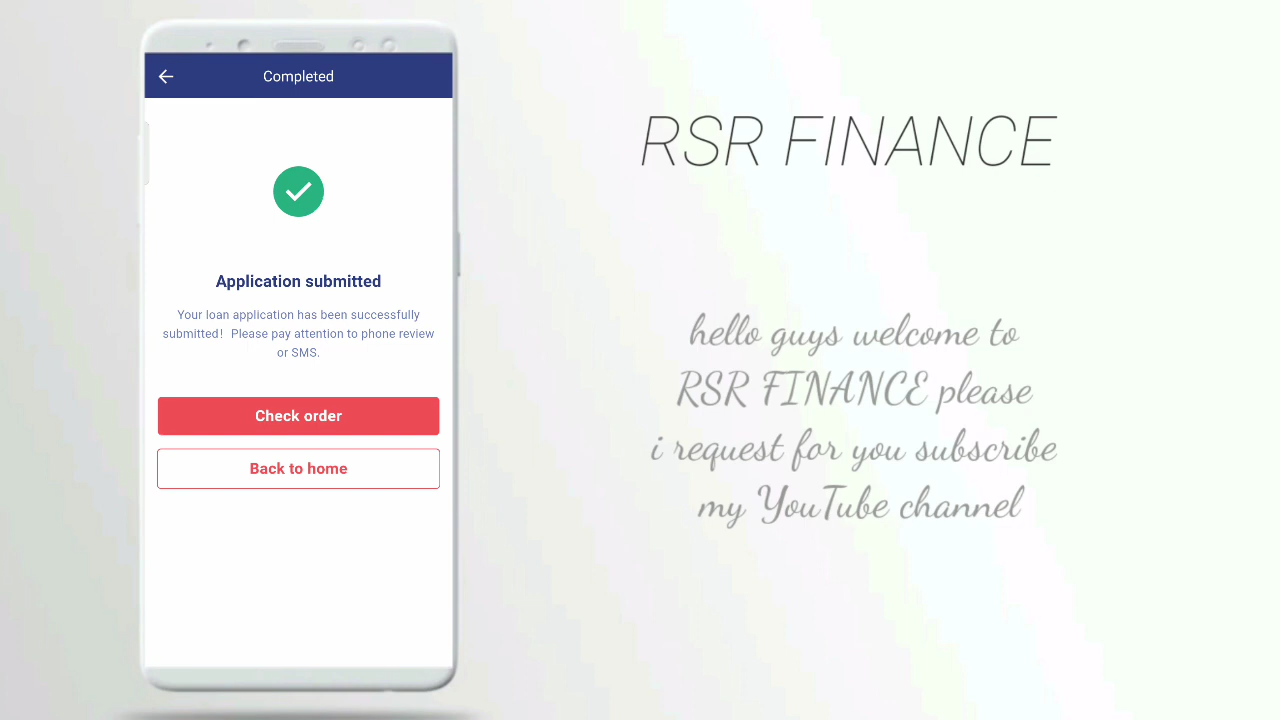 Completed
Application submitted
Your loan application has been successfully
submitted! Please pay attention to phone review
or SMS.
Check order
Back to home
RSR FINANCE
hello guys welcome to
RSR FINANCE please
i request for you subscribe
my YouTube channel